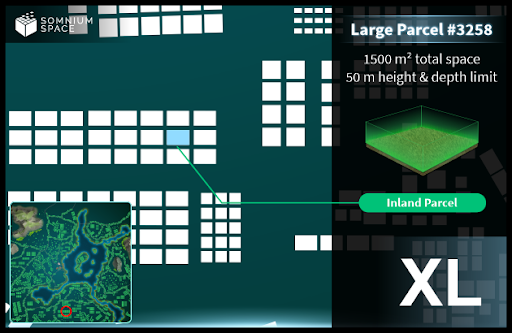 SOMNIUM
SPACE
Large Parcel #3258
1500 m² total space
50 m height & depth limit
Inland Parcel
XL